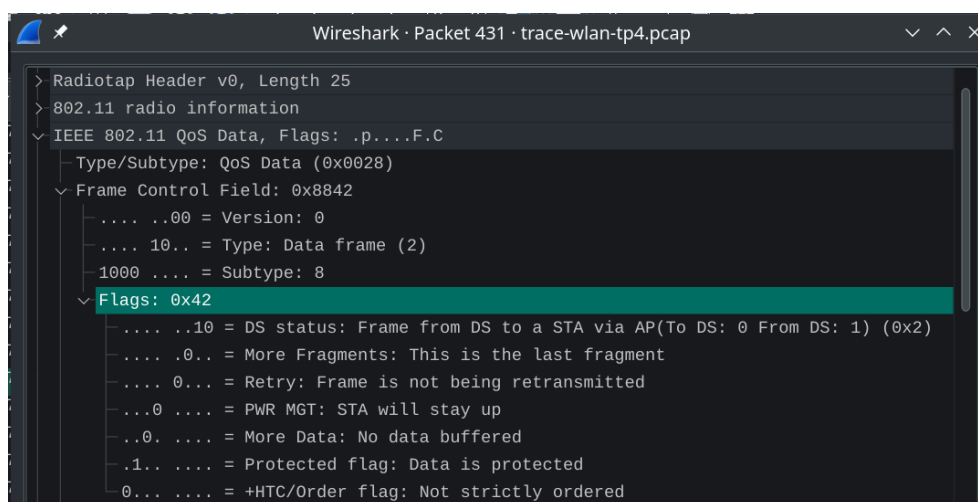 Wireshark · Packet 431 · trace-wlan-tp4.pcap
Radiotap Header v0, Length 25
802.11 radio information
IEEE 802.11 QoS Data, Flags: .p....F.C
Type/Subtype: QoS Data (0x0028)
Frame Control Field: 0x8842
.... ..00 = Version: 0
.... 10.. = Type: Data frame (2)
1000 .... = Subtype: 8
Flags: 0x42
.... ..10 = DS status: Frame from DS to a STA via AP(To DS: 0 From DS: 1) (0x2)
.... .0.. = More Fragments: This is the last fragment
.... 0... = Retry: Frame is not being retransmitted
...0 .... = PWR MGT: STA will stay up
..0. .... = More Data: No data buffered
.1.. .... = Protected flag: Data is protected
0... .... = +HTC/Order flag: Not strictly ordered